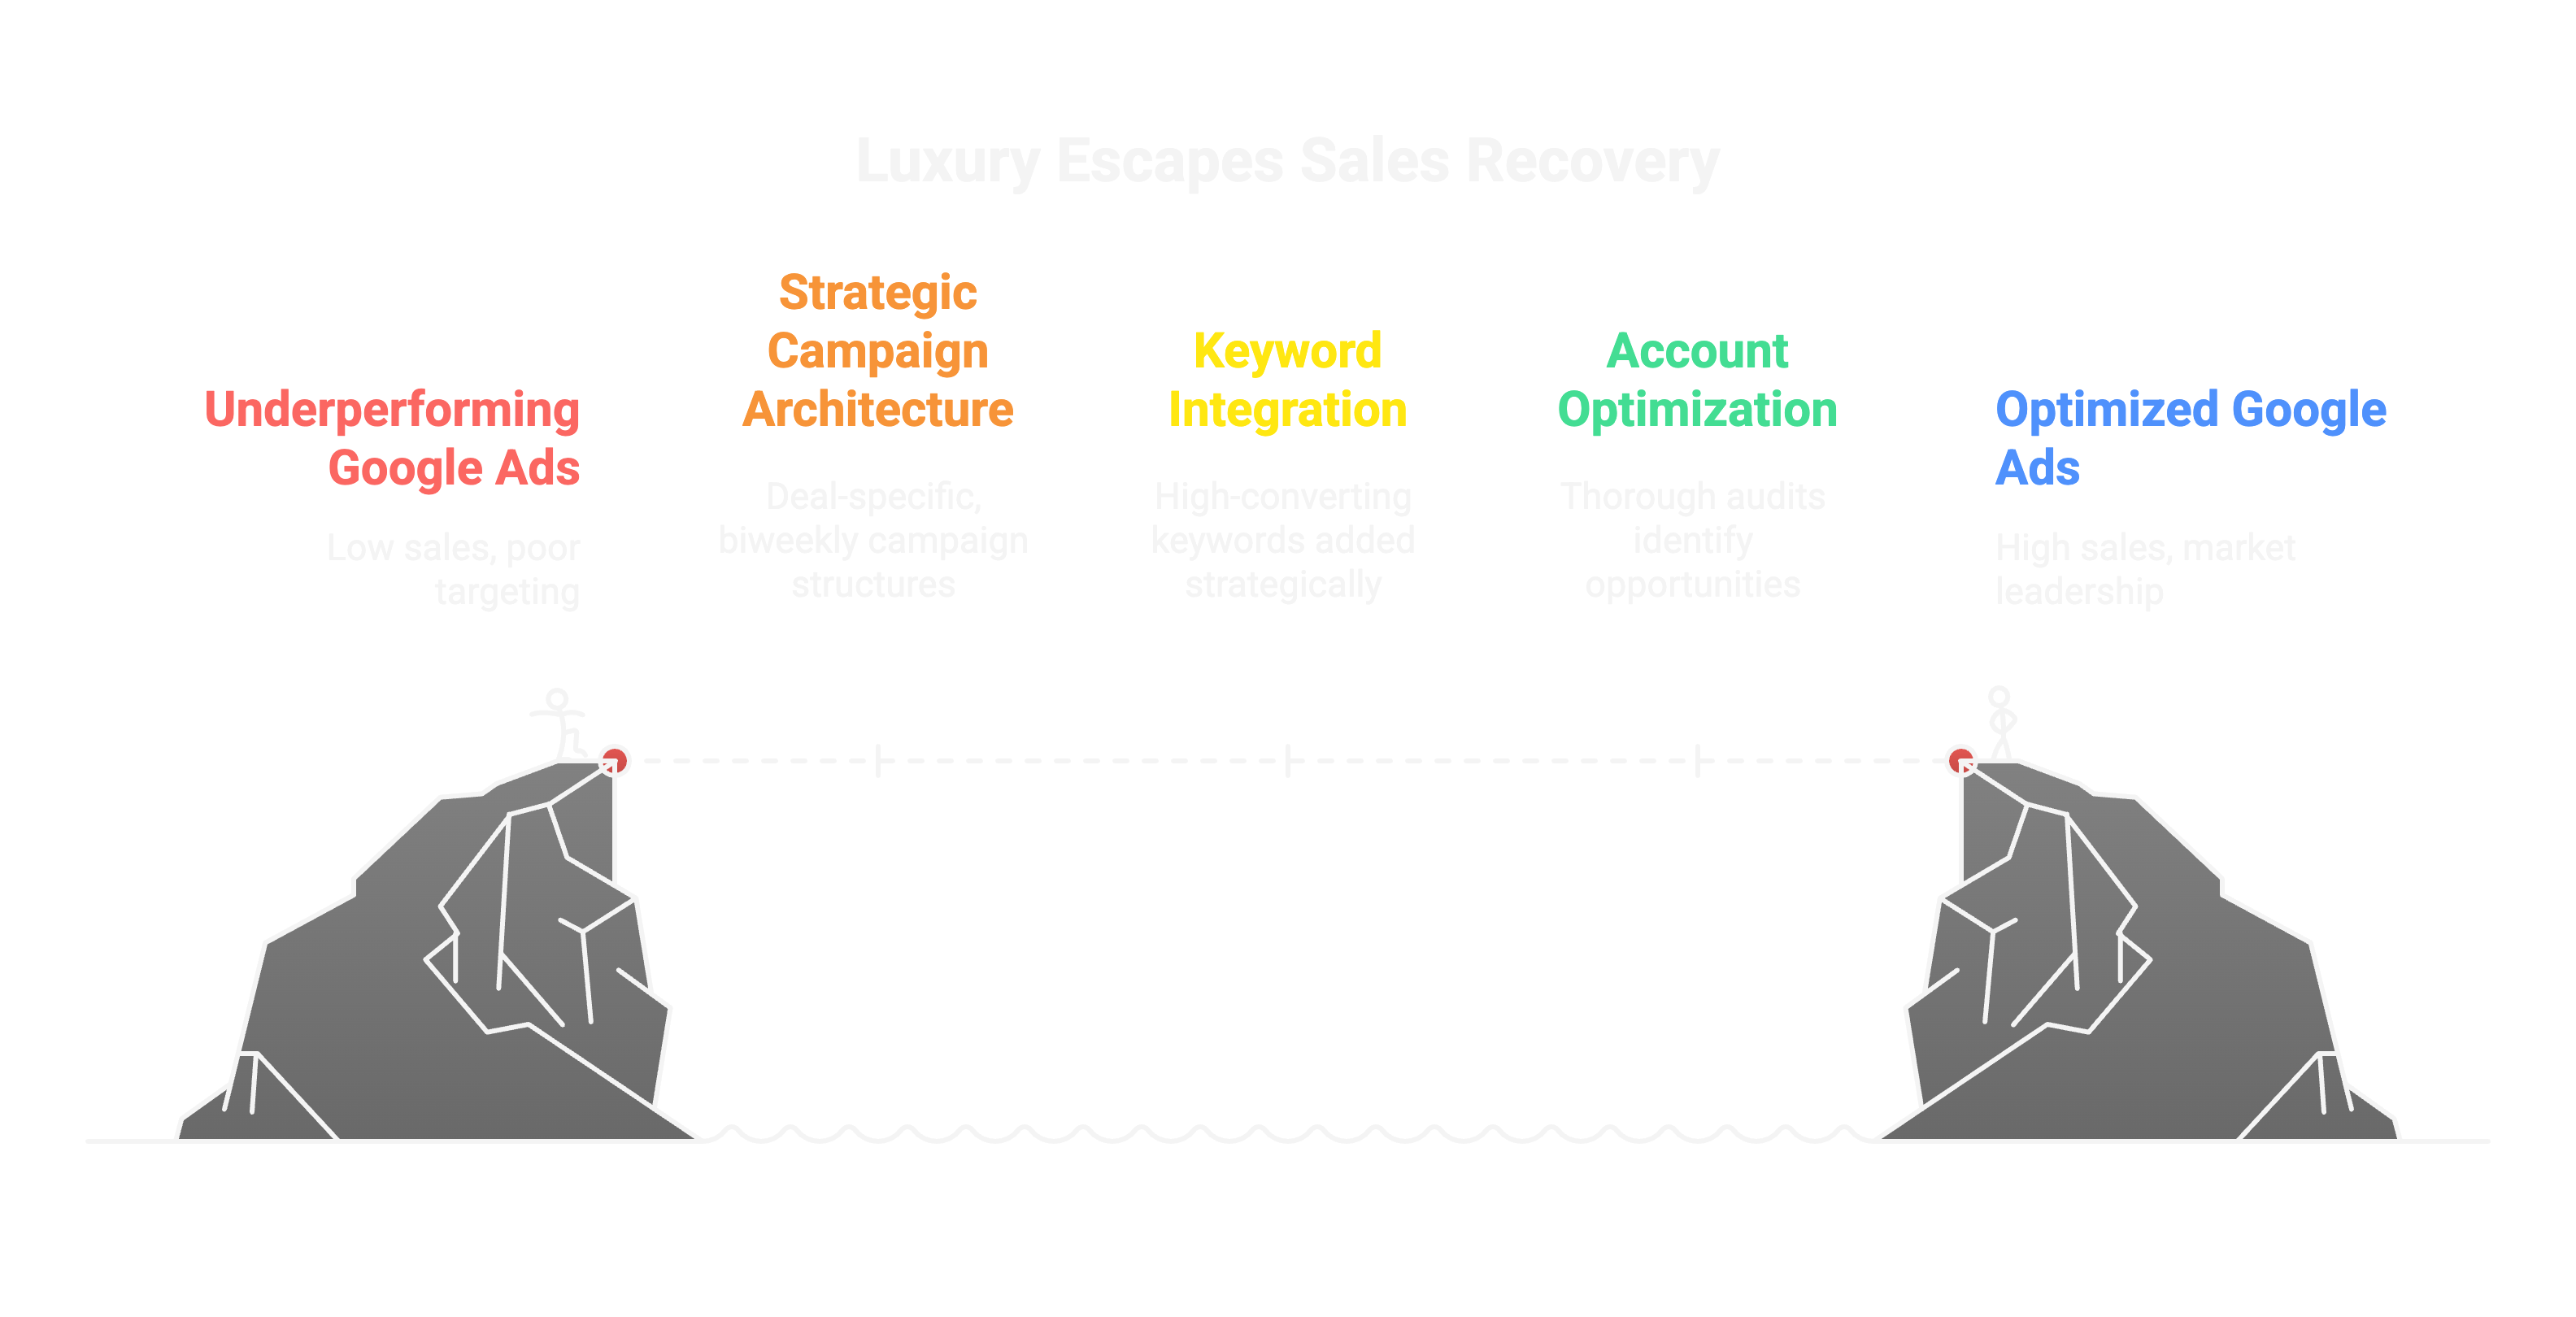 Luxury Escapes Sales Recovery
Underperforming
Google Ads
Low sales, poor
targeting
Strategic
Campaign
Architecture
Deal-specific,
biweekly campaign
structures
Keyword
Integration
High-converting
keywords added
strategically
Account
Optimization
Thorough audits
identify
opportunities
Optimized Google
Ads
High sales, market
leadership